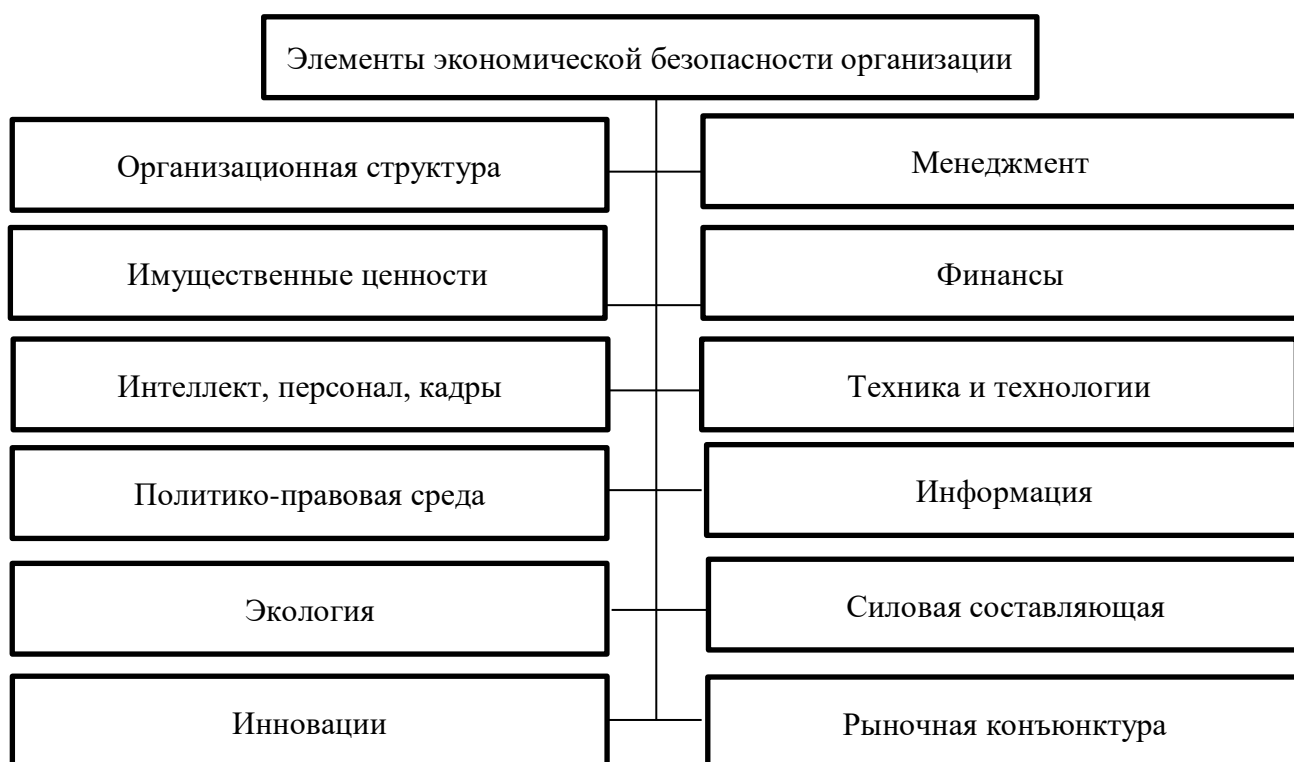 Элементы экономической безопасности организации
Организационная структура
Менеджмент
Имущественные ценности
Финансы
Интеллект, персонал, кадры
Техника и технологии
Политико-правовая среда
Информация
Экология
Силовая составляющая
Инновации
Рыночная конъюнктура